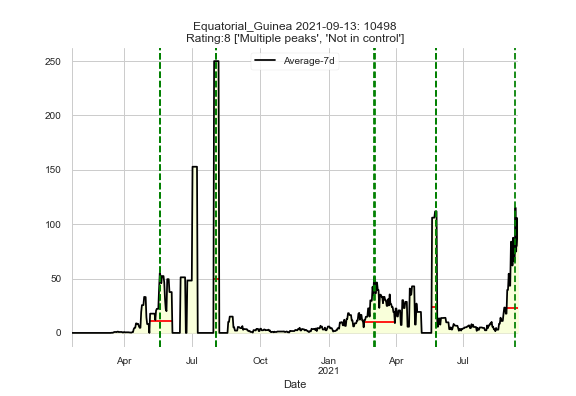 Equatorial_Guinea 2021-09-13: 10498
Rating:8 ['Multiple peaks', 'Not in control']
Average-7d
250
200
150
100
50
0
Apr
Jul
Oct
Jan
2021
Apr
Jul
Date